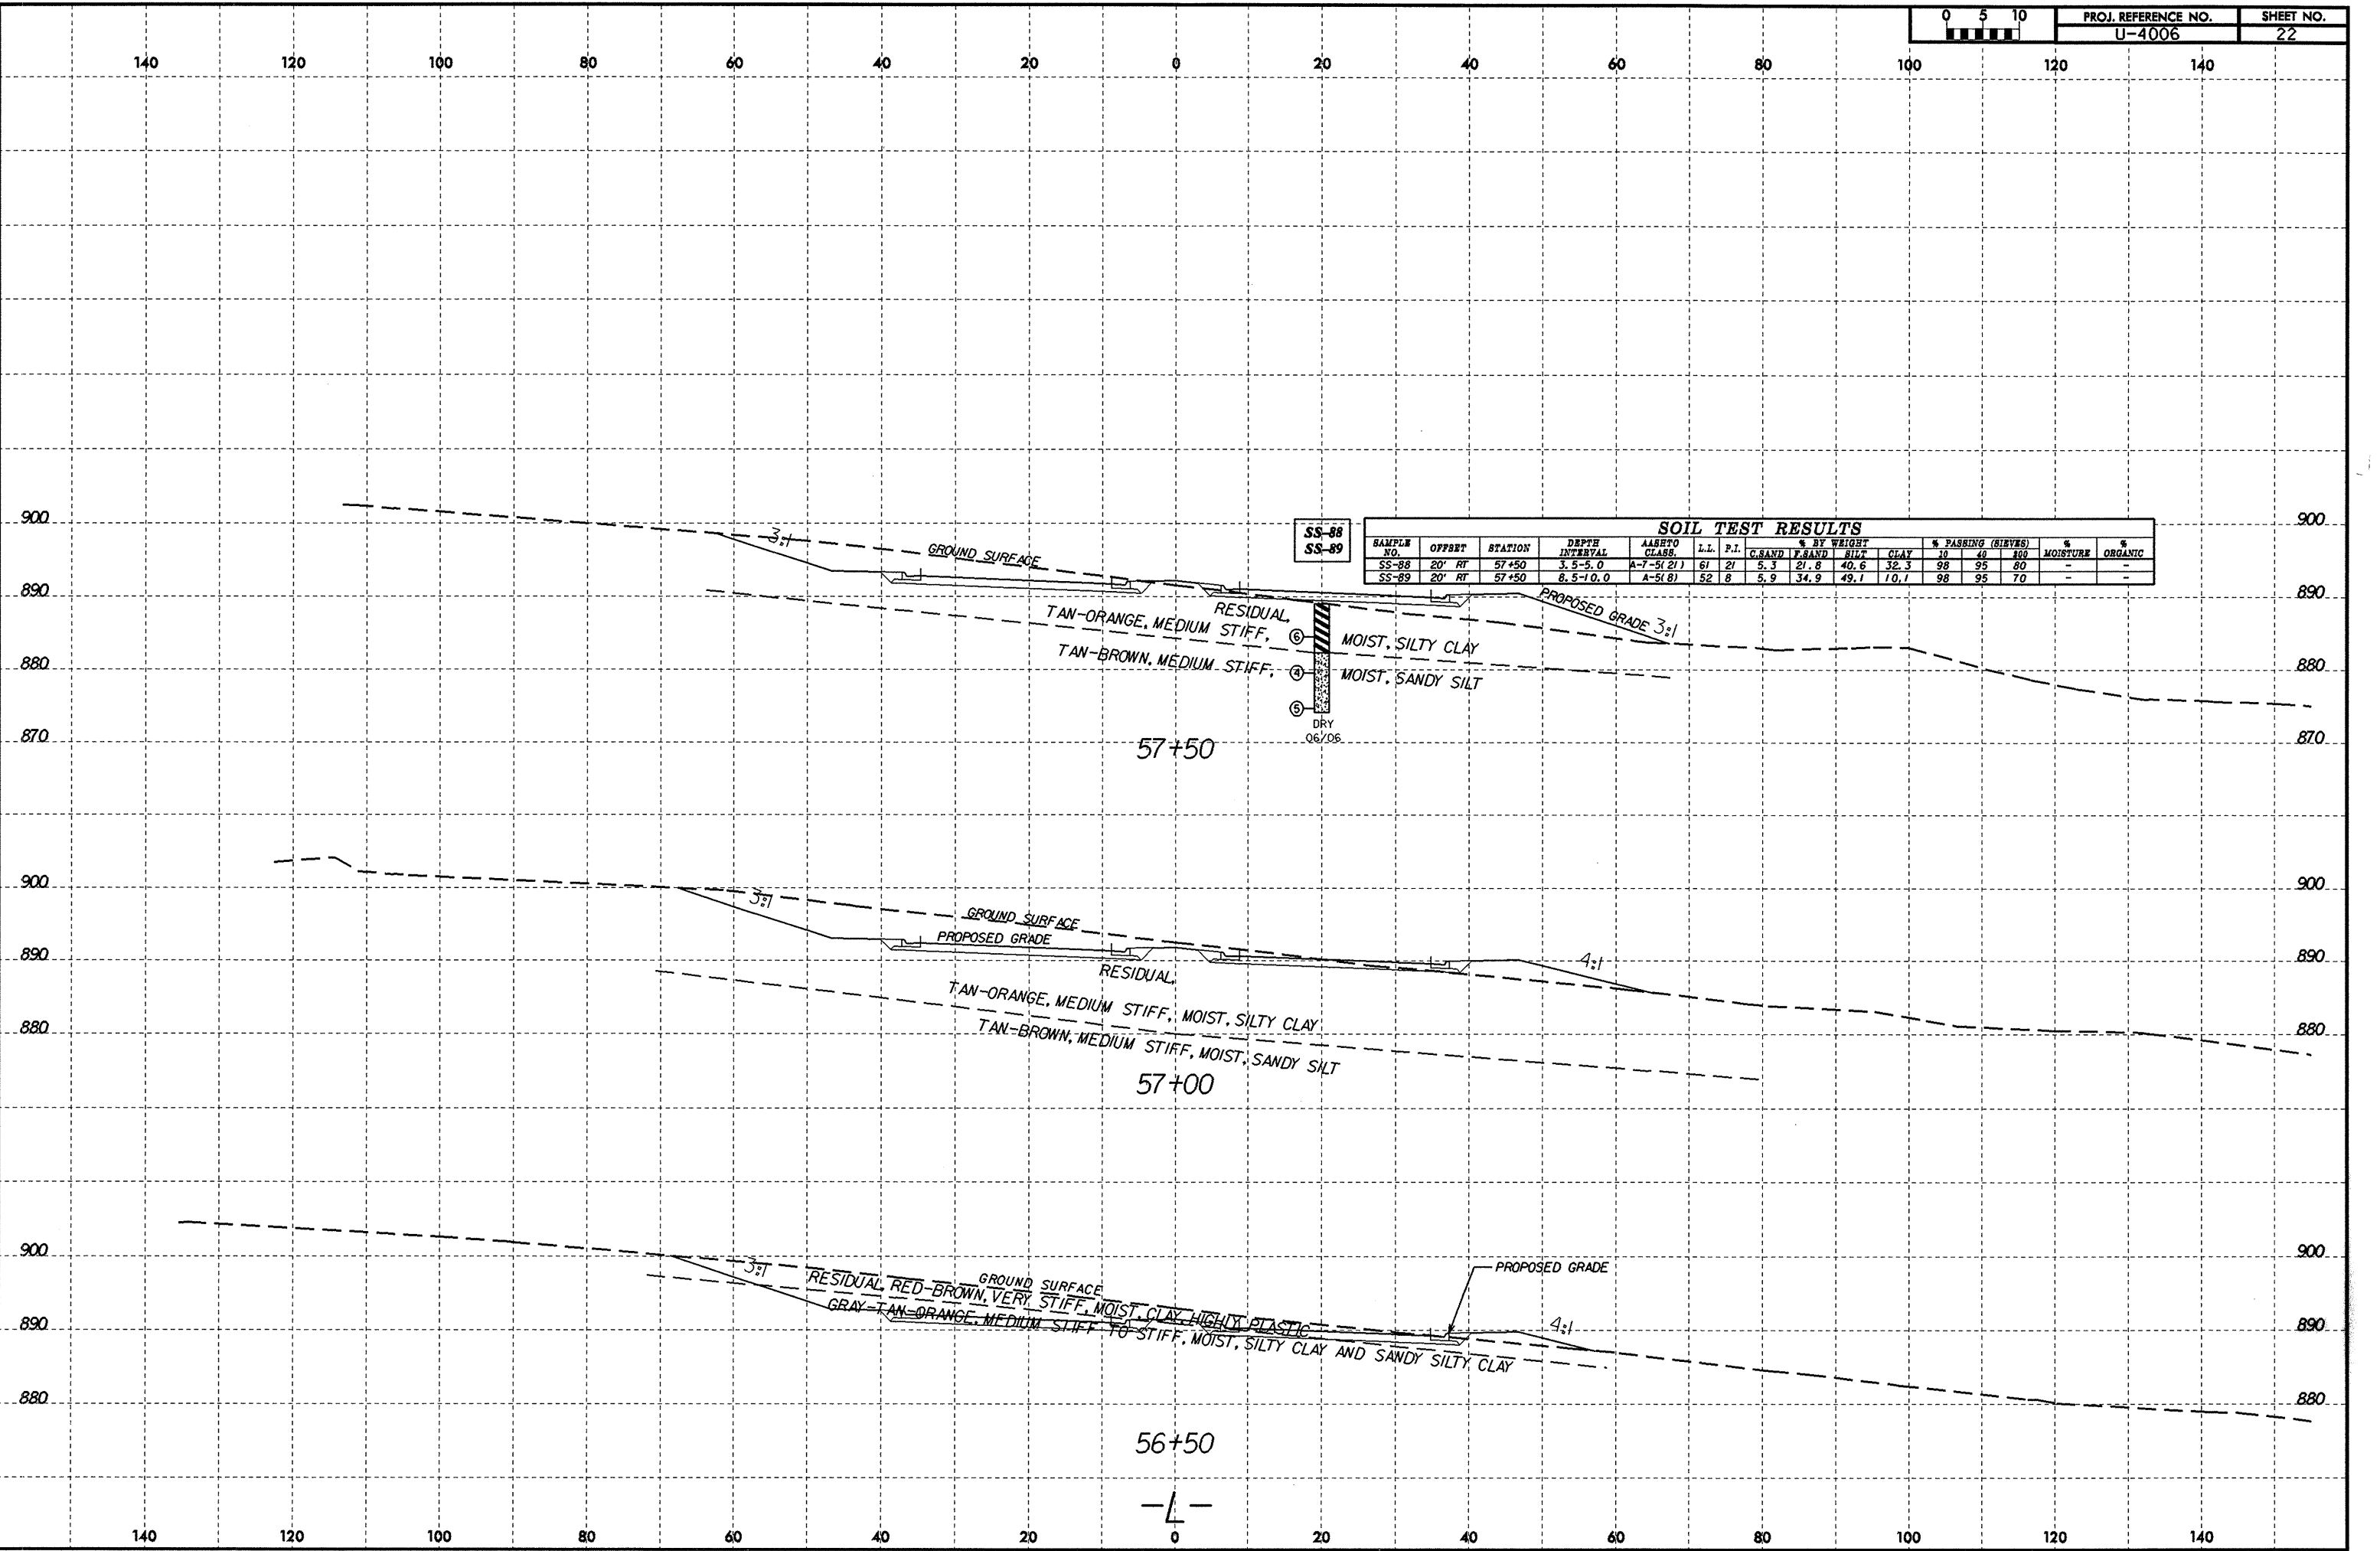 0 5 10
PROJ. REFERENCE NO. SHEET NO.
U-4006 22
140 120 100 80 60 40 20 0 20 40 60 80 100 120 140
900 900
SS-88
SS-89
SOIL TEST RESULTS
SAMPLE NO. OFFSET STATION DEPTH INTERVAL AASHTO CLASS. L.L. P.I. % BY WEIGHT % PASSING (SIEVES) % MOISTURE % ORGANIC
C.SAND F.SAND SILT CLAY 10 40 200
SS-88 20' RT 57+50 3.5-5.0 A-7-5(21) 61 21 5.3 21.8 40.6 32.3 98 95 80 - -
SS-89 20' RT 57+50 8.5-10.0 A-5(8) 52 8 5.9 34.9 49.1 10.1 98 95 70 - -
3:1
GROUND SURFACE
890 890
PROPOSED GRADE 3:1
RESIDUAL,
TAN-ORANGE, MEDIUM STIFF, 6 MOIST, SILTY CLAY
880 880
TAN-BROWN, MEDIUM STIFF, 4 MOIST, SANDY SILT
5
DRY
06/06
870 870
57+50
900 900
3:1
GROUND SURFACE
PROPOSED GRADE
890 890
4:1
RESIDUAL,
TAN-ORANGE, MEDIUM STIFF, MOIST, SILTY CLAY
880 880
TAN-BROWN, MEDIUM STIFF, MOIST, SANDY SILT
57+00
900 900
3:1
GROUND SURFACE
PROPOSED GRADE
RESIDUAL, RED-BROWN, VERY STIFF, MOIST, CLAY, HIGHLY PLASTIC
890 890
4:1
GRAY-TAN-ORANGE, MEDIUM STIFF TO STIFF, MOIST, SILTY CLAY AND SANDY SILTY CLAY
880 880
56+50
-L-
140 120 100 80 60 40 20 0 20 40 60 80 100 120 140